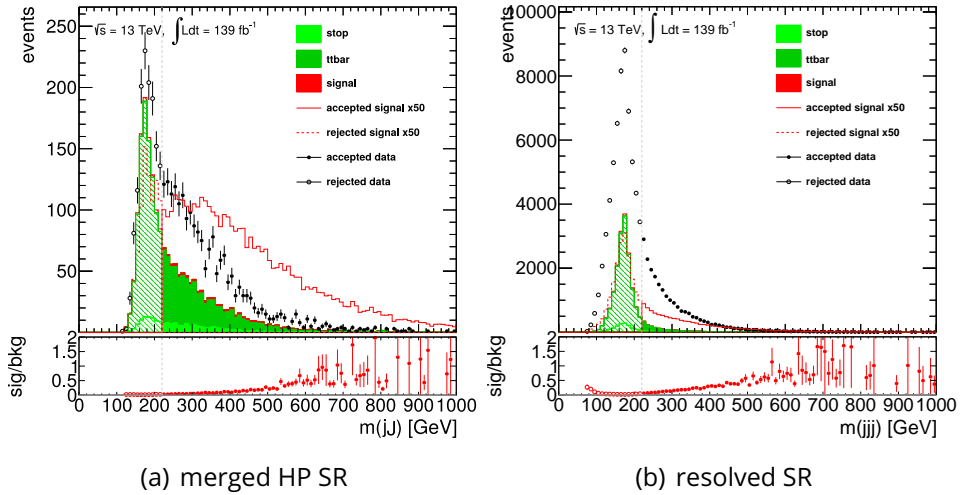 events
√s = 13 TeV, ∫ Ldt = 139 fb⁻¹
stop
ttbar
signal
accepted signal x50
rejected signal x50
accepted data
rejected data
250
200
150
100
50
sig/bkg
2
1.5
1
0.5
0
0 100 200 300 400 500 600 700 800 900 1000
m(jJ) [GeV]
(a) merged HP SR
events
√s = 13 TeV, ∫ Ldt = 139 fb⁻¹
stop
ttbar
signal
accepted signal x50
rejected signal x50
accepted data
rejected data
10000
8000
6000
4000
2000
sig/bkg
2
1.5
1
0.5
0
0 100 200 300 400 500 600 700 800 900 1000
m(jjj) [GeV]
(b) resolved SR